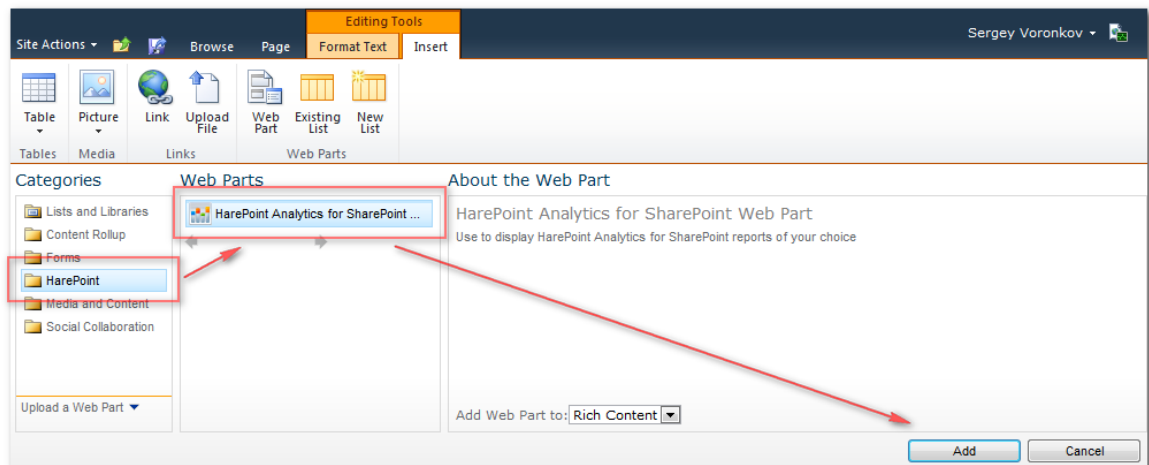 Editing Tools
Site Actions
Browse
Page
Format Text
Insert
Sergey Voronkov
Table
Picture
Link
Upload
File
Web
Part
Existing
List
New
List
Tables
Media
Links
Web Parts
Categories
Web Parts
About the Web Part
Lists and Libraries
Content Rollup
Forms
HarePoint
Media and Content
Social Collaboration
Upload a Web Part
HarePoint Analytics for SharePoint ...
HarePoint Analytics for SharePoint Web Part
Use to display HarePoint Analytics for SharePoint reports of your choice
Add Web Part to: Rich Content
Add
Cancel